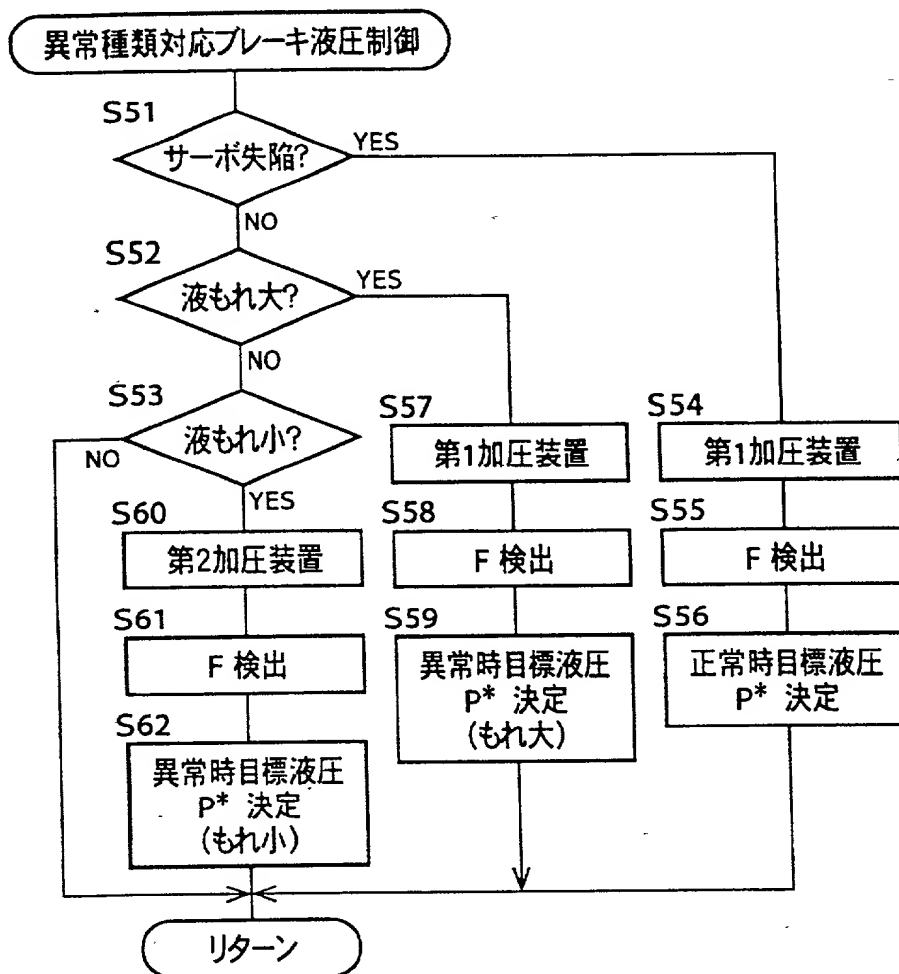 異常種類対応ブレーキ液圧制御
S51
サーボ失陥?
YES
NO
S52
液もれ大?
YES
NO
S53
液もれ小?
NO
YES
S57
第1加圧装置
S54
第1加圧装置
S60
第2加圧装置
S58
F 検出
S55
F 検出
S61
F 検出
S59
異常時目標液圧
P* 決定
(もれ大)
S56
正常時目標液圧
P* 決定
S62
異常時目標液圧
P* 決定
(もれ小)
リターン